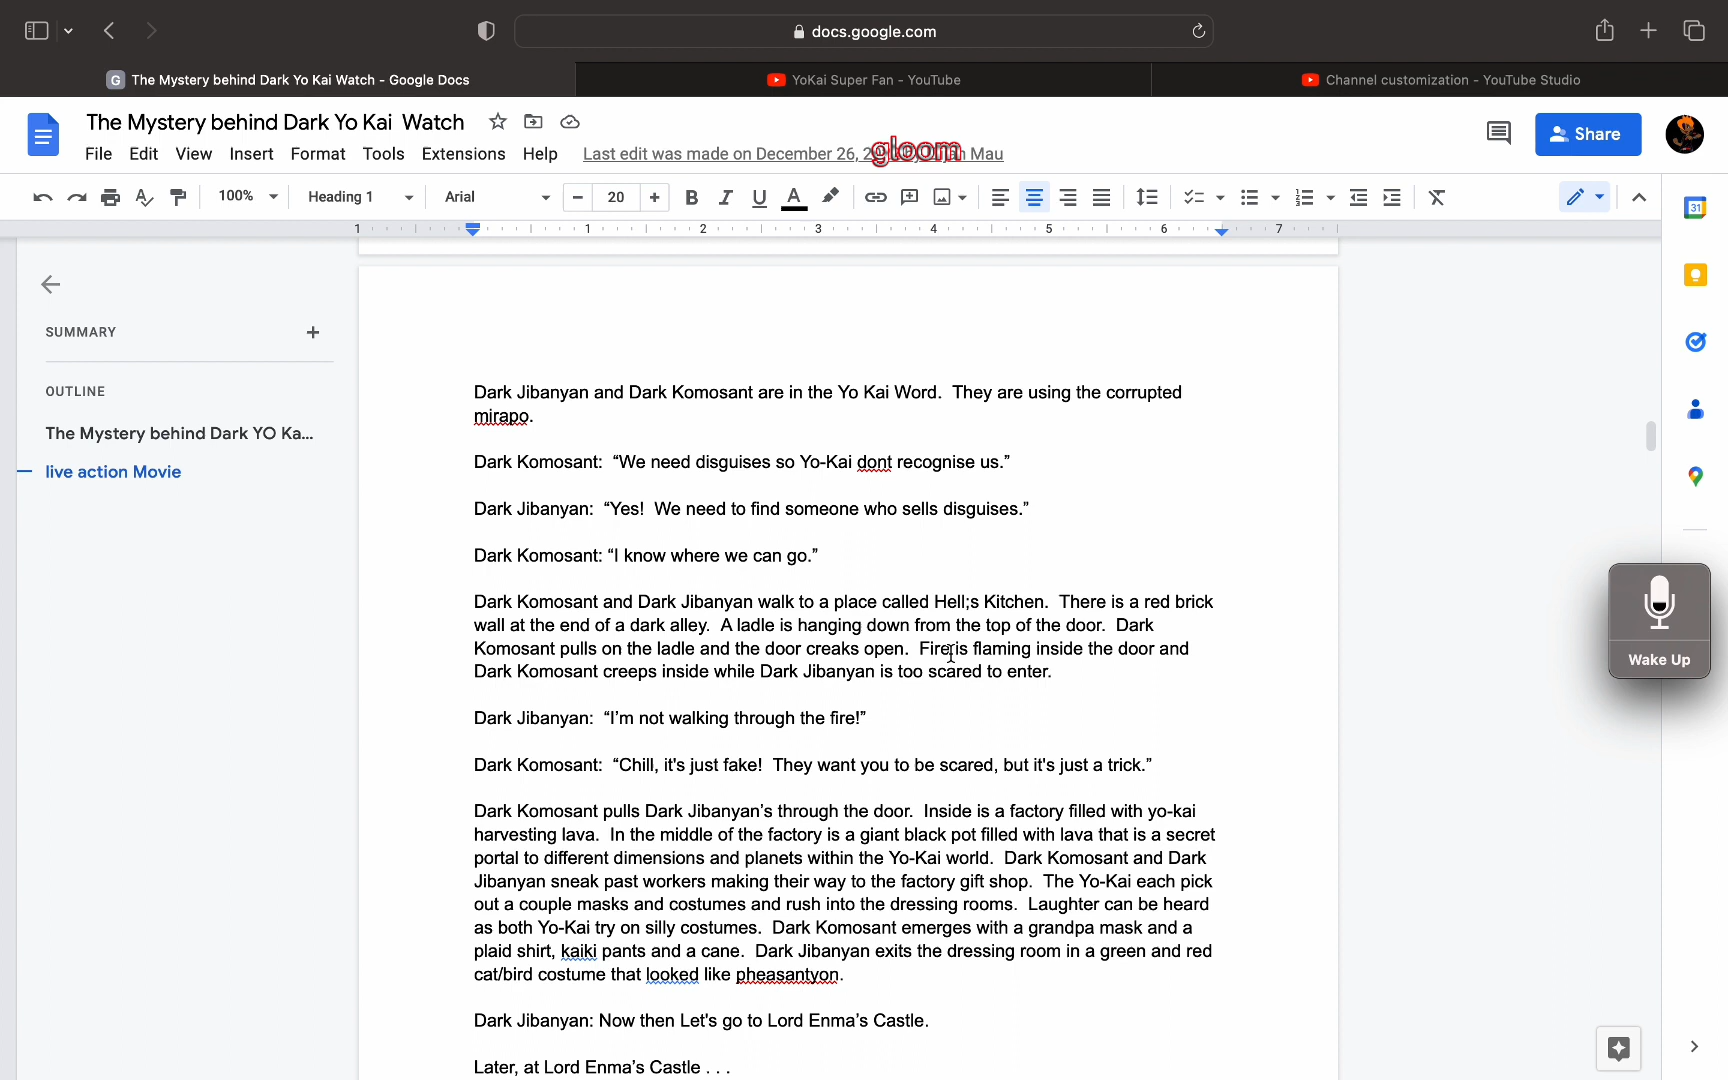 docs.google.com
The Mystery behind Dark Yo Kai Watch - Google Docs
YoKai Super Fan - YouTube
Channel customization - YouTube Studio
The Mystery behind Dark Yo Kai Watch
Share
File Edit View Insert Format Tools Extensions Help
Last edit was made on December 26, Mau
gloom
100%
Heading 1
Arial
20
1 1 2 3 4 5 6 7
31
SUMMARY
OUTLINE
The Mystery behind Dark YO Ka...
live action Movie
Dark Jibanyan and Dark Komosant are in the Yo Kai Word. They are using the corrupted
mirapo.
Dark Komosant: “We need disguises so Yo-Kai dont recognise us.”
Dark Jibanyan: “Yes! We need to find someone who sells disguises.”
Dark Komosant: “I know where we can go.”
Dark Komosant and Dark Jibanyan walk to a place called Hell;s Kitchen. There is a red brick
wall at the end of a dark alley. A ladle is hanging down from the top of the door. Dark
Komosant pulls on the ladle and the door creaks open. Fire is flaming inside the door and
Dark Komosant creeps inside while Dark Jibanyan is too scared to enter.
Dark Jibanyan: “I’m not walking through the fire!”
Dark Komosant: “Chill, it's just fake! They want you to be scared, but it's just a trick.”
Dark Komosant pulls Dark Jibanyan’s through the door. Inside is a factory filled with yo-kai
harvesting lava. In the middle of the factory is a giant black pot filled with lava that is a secret
portal to different dimensions and planets within the Yo-Kai world. Dark Komosant and Dark
Jibanyan sneak past workers making their way to the factory gift shop. The Yo-Kai each pick
out a couple masks and costumes and rush into the dressing rooms. Laughter can be heard
as both Yo-Kai try on silly costumes. Dark Komosant emerges with a grandpa mask and a
plaid shirt, kaiki pants and a cane. Dark Jibanyan exits the dressing room in a green and red
cat/bird costume that looked like pheasantyon.
Dark Jibanyan: Now then Let's go to Lord Enma’s Castle.
Later, at Lord Enma’s Castle . . .
Wake Up